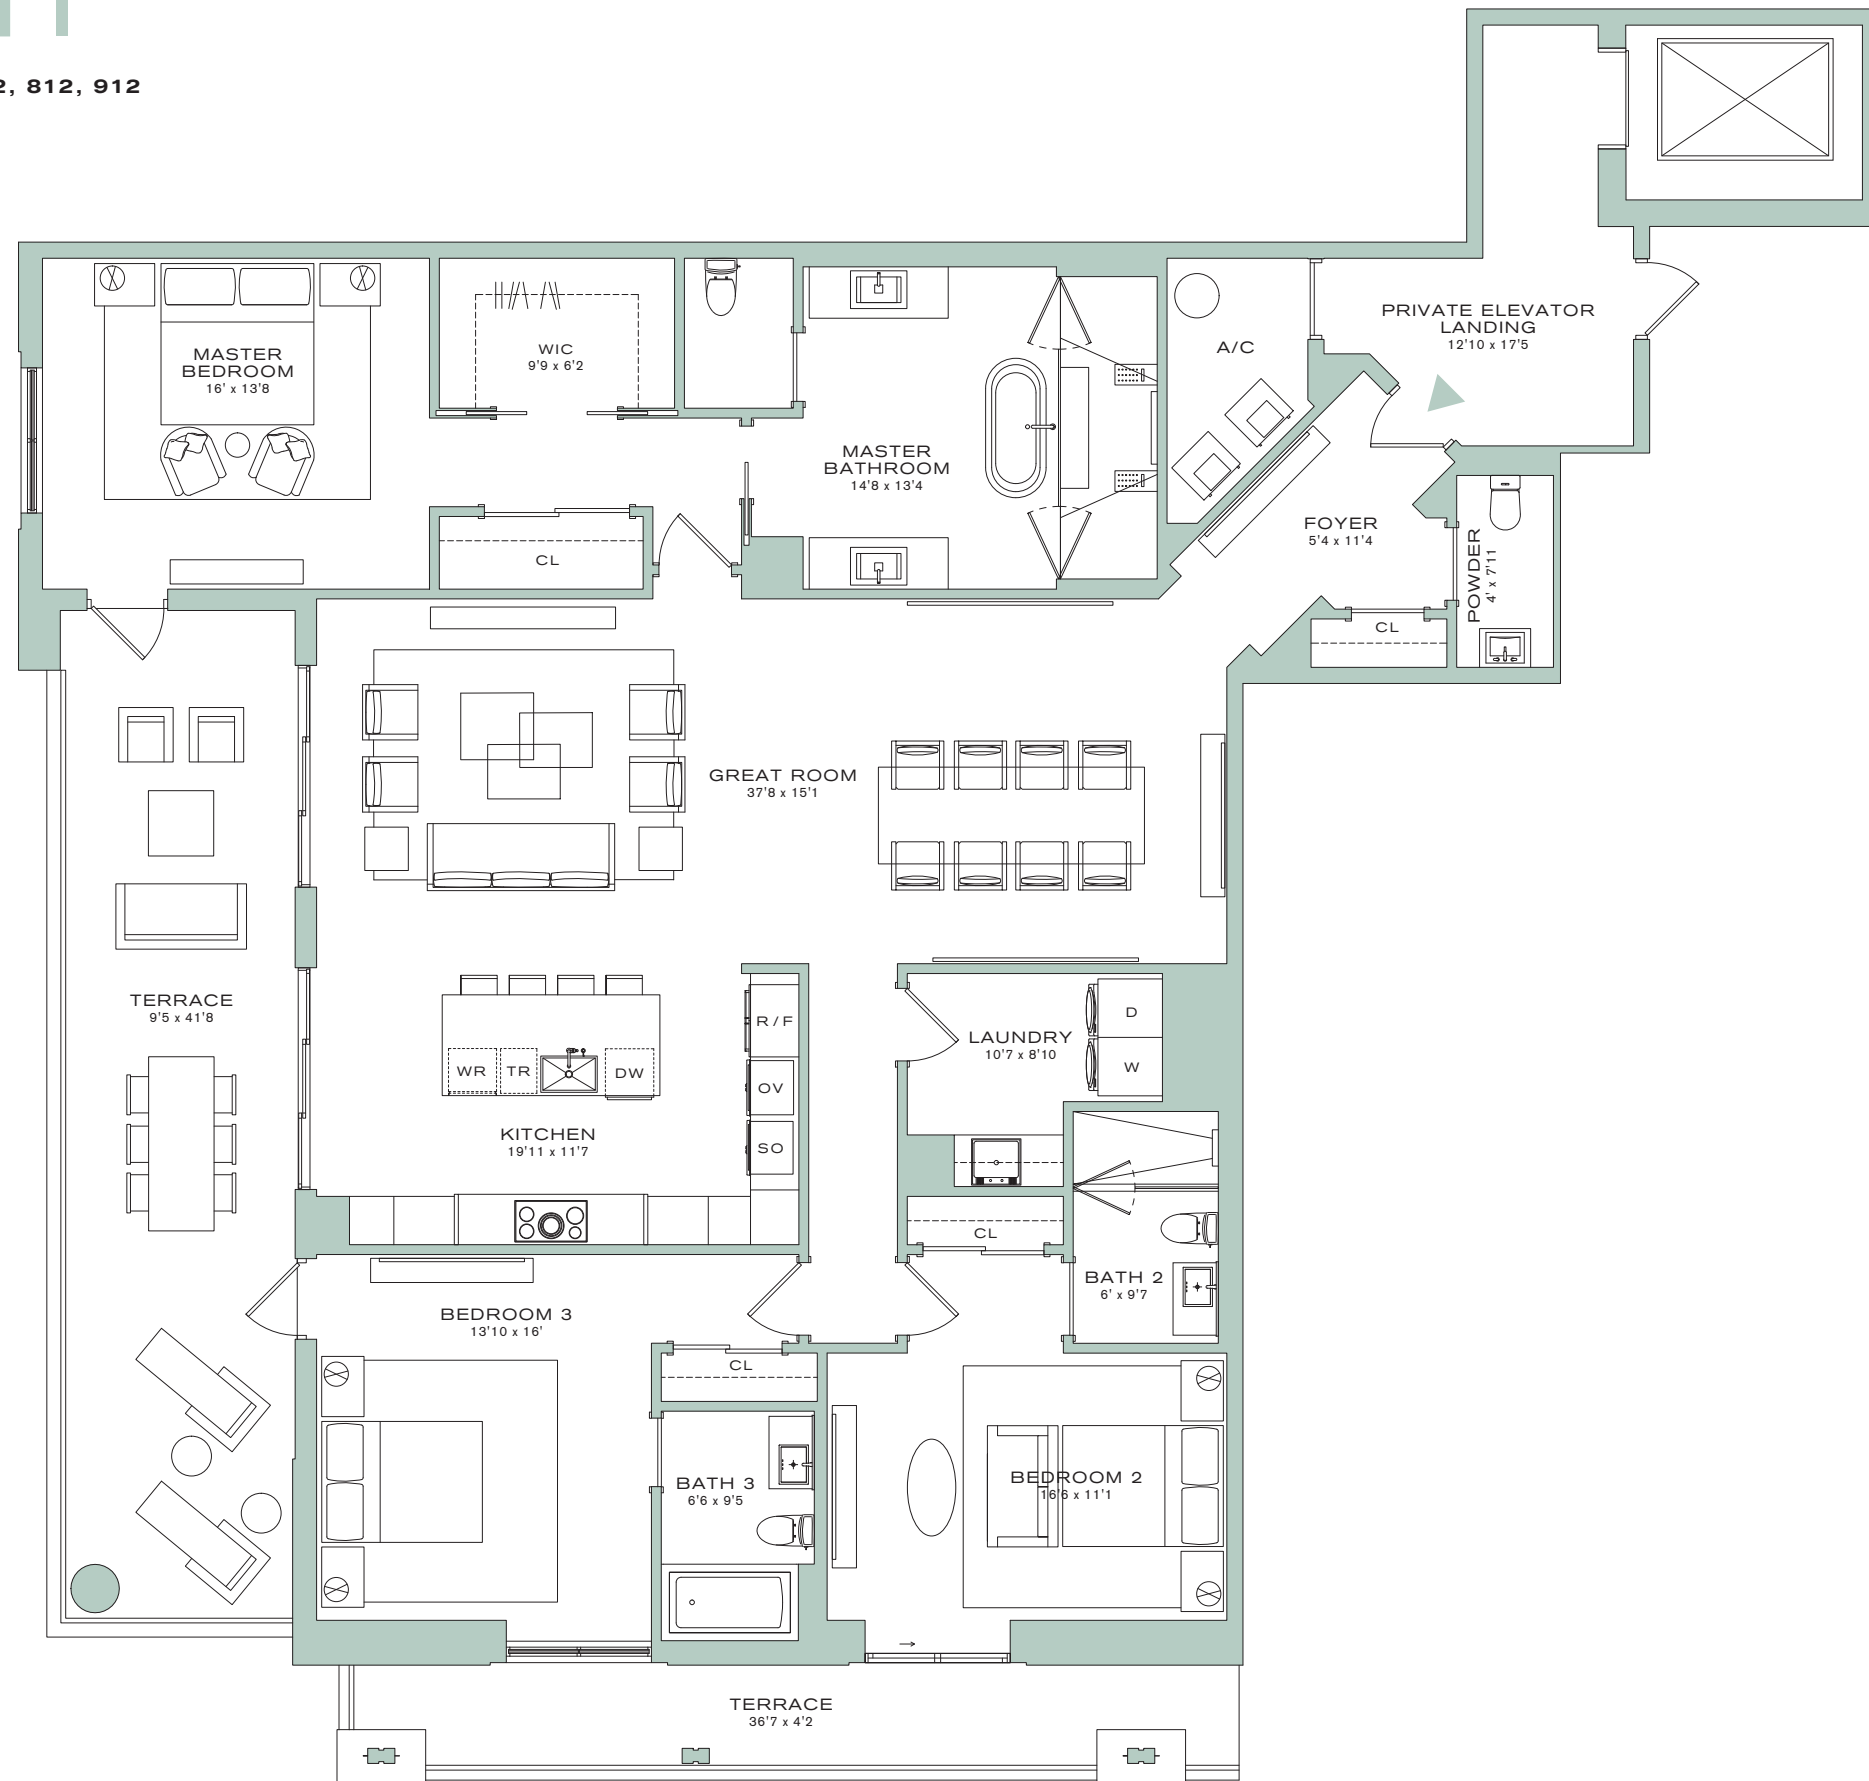 812, 912
PRIVATE ELEVATOR
LANDING
12'10 x 17'5
MASTER
BEDROOM
16' x 13'8
WIC
9'9 x 6'2
A/C
MASTER
BATHROOM
14'8 x 13'4
FOYER
5'4 x 11'4
POWDER
4' x 7'11
CL
CL
GREAT ROOM
37'8 x 15'1
TERRACE
9'5 x 41'8
R/F
WR
TR
DW
OV
SO
KITCHEN
19'11 x 11'7
LAUNDRY
10'7 x 8'10
D
W
CL
BATH 2
6' x 9'7
BEDROOM 3
13'10 x 16'
CL
BATH 3
6'6 x 9'5
BEDROOM 2
16'6 x 11'1
TERRACE
36'7 x 4'2